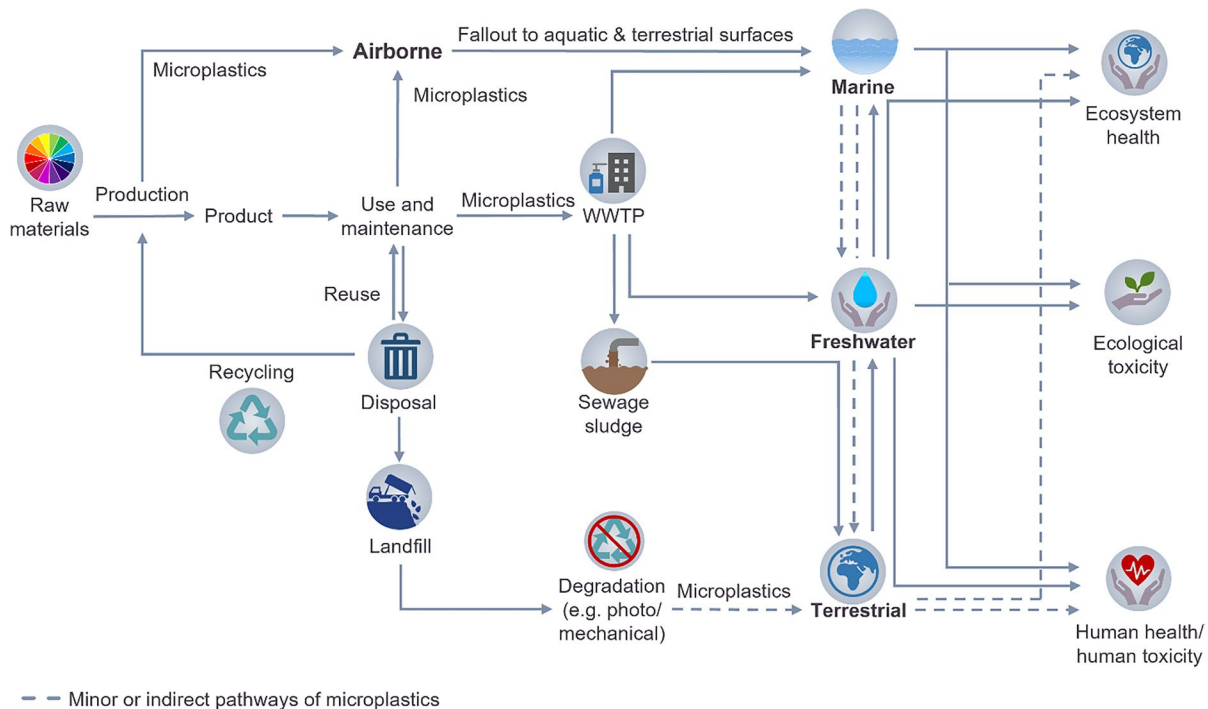 Airborne
Fallout to aquatic & terrestrial surfaces
Microplastics
Microplastics
Marine
Ecosystem
health
Raw
materials
Production
Product
Use and
maintenance
Microplastics
WWTP
Reuse
Freshwater
Ecological
toxicity
Recycling
Disposal
Sewage
sludge
Landfill
Degradation
(e.g. photo/
mechanical)
Microplastics
Terrestrial
Human health/
human toxicity
Minor or indirect pathways of microplastics